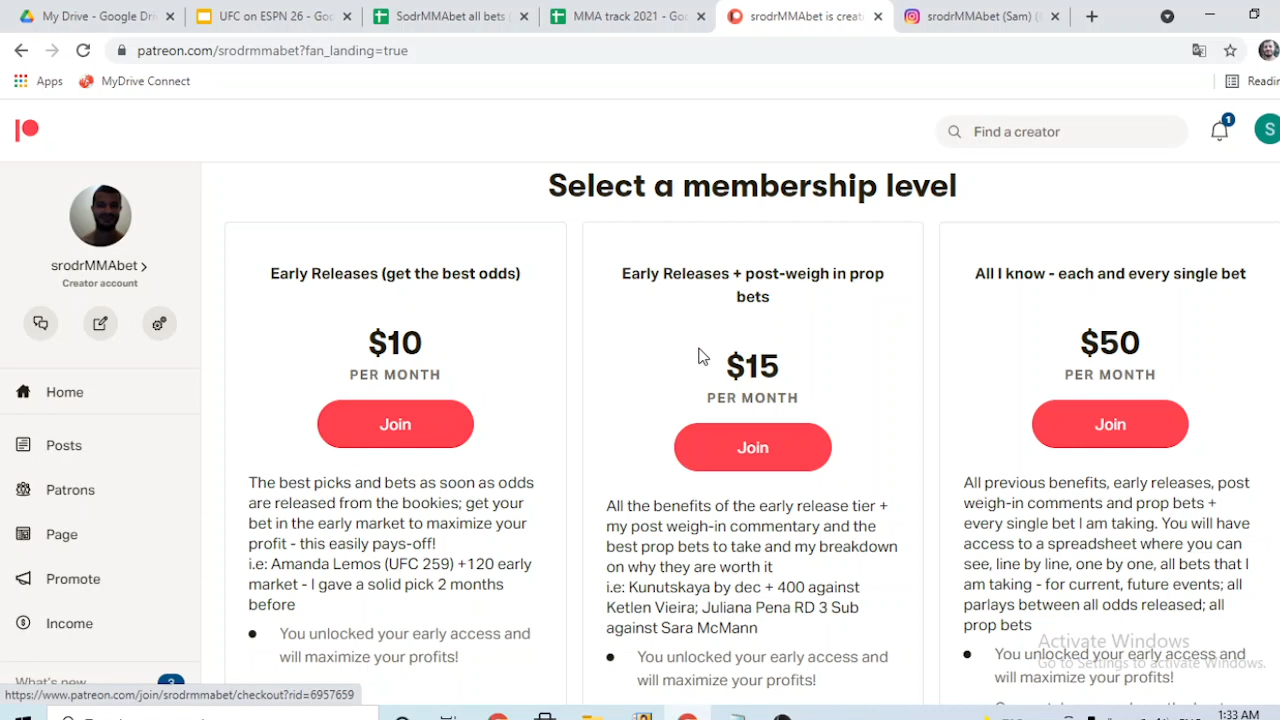 My Drive - Google Dri
UFC on ESPN 26 - Goo
SodrMMAbet all bets
MMA track 2021 - Goo
srodrMMAbet is creati
srodrMMAbet (Sam) (
patreon.com/srodrmmabet?fan_landing=true
Apps
MyDrive Connect
Readin
Find a creator
1
S
Select a membership level
srodrMMAbet
Creator account
Home
Posts
Patrons
Page
Promote
Income
What's new
3
Early Releases (get the best odds)
$10
PER MONTH
Join
The best picks and bets as soon as odds
are released from the bookies; get your
bet in the early market to maximize your
profit - this easily pays-off!
i.e: Amanda Lemos (UFC 259) +120 early
market - I gave a solid pick 2 months
before
You unlocked your early access and
will maximize your profits!
Early Releases + post-weigh in prop
bets
$15
PER MONTH
Join
All the benefits of the early release tier +
my post weigh-in commentary and the
best prop bets to take and my breakdown
on why they are worth it
i.e: Kunutskaya by dec + 400 against
Ketlen Vieira; Juliana Pena RD 3 Sub
against Sara McMann
You unlocked your early access and
will maximize your profits!
All I know - each and every single bet
$50
PER MONTH
Join
All previous benefits, early releases, post
weigh-in comments and prop bets +
every single bet I am taking. You will have
access to a spreadsheet where you can
see, line by line, one by one, all bets that I
am taking - for current, future events; all
parlays between all odds released; all
prop bets
You unlocked your early access and
will maximize your profits!
Activate Windows
Go to Settings to activate Windows.
https://www.patreon.com/join/srodrmmabet/checkout?rid=6957659
1:33 AM